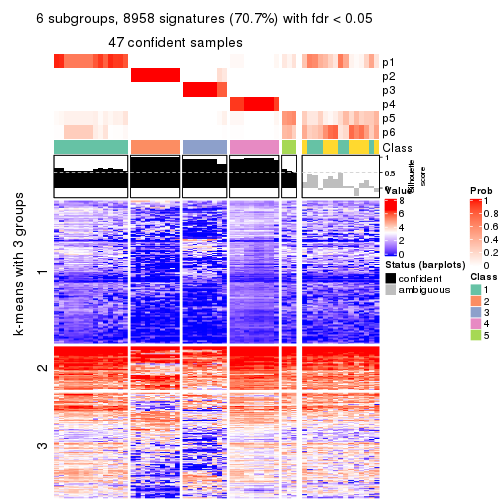 6 subgroups, 8958 signatures (70.7%) with fdr < 0.05
47 confident samples
p1
p2
p3
p4
p5
p6
Class
1
0.5
0
Silhouette
score
k-means with 3 groups
1
2
3
Value
8
6
4
2
0
Status (barplots)
confident
ambiguous
Prob
1
0.8
0.6
0.4
0.2
0
Class
1
2
3
4
5